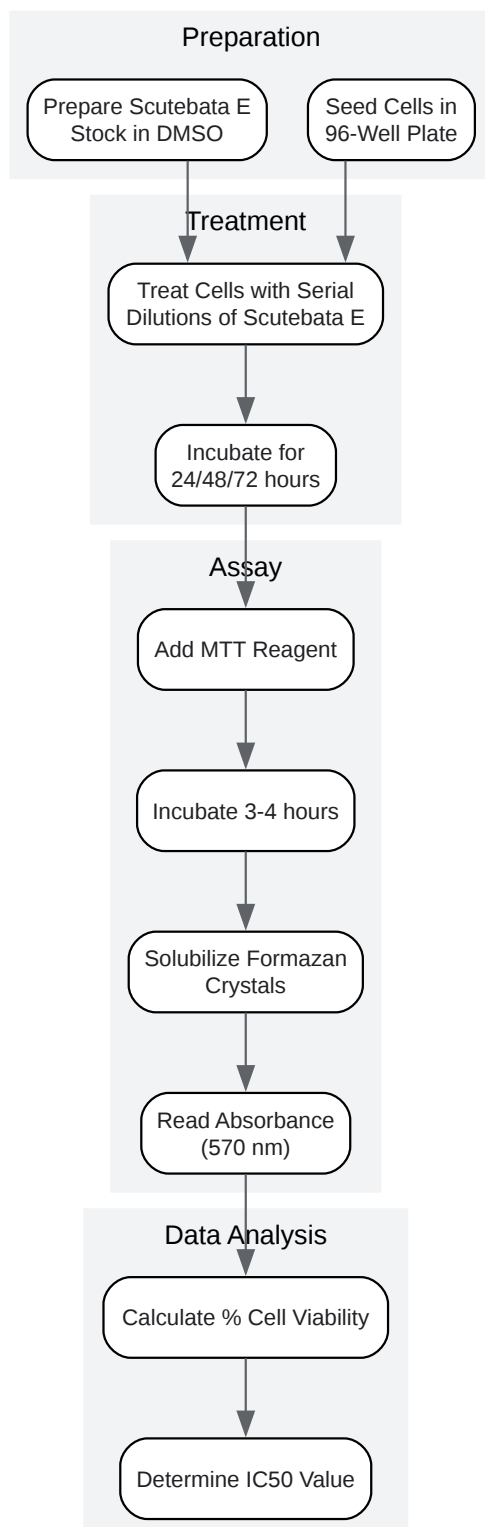 Preparation
Prepare Scutebata E
Stock in DMSO
Seed Cells in
96-Well Plate
Treatment
Treat Cells with Serial
Dilutions of Scutebata E
Incubate for
24/48/72 hours
Assay
Add MTT Reagent
Incubate 3-4 hours
Solubilize Formazan
Crystals
Read Absorbance
(570 nm)
Data Analysis
Calculate % Cell Viability
Determine IC50 Value